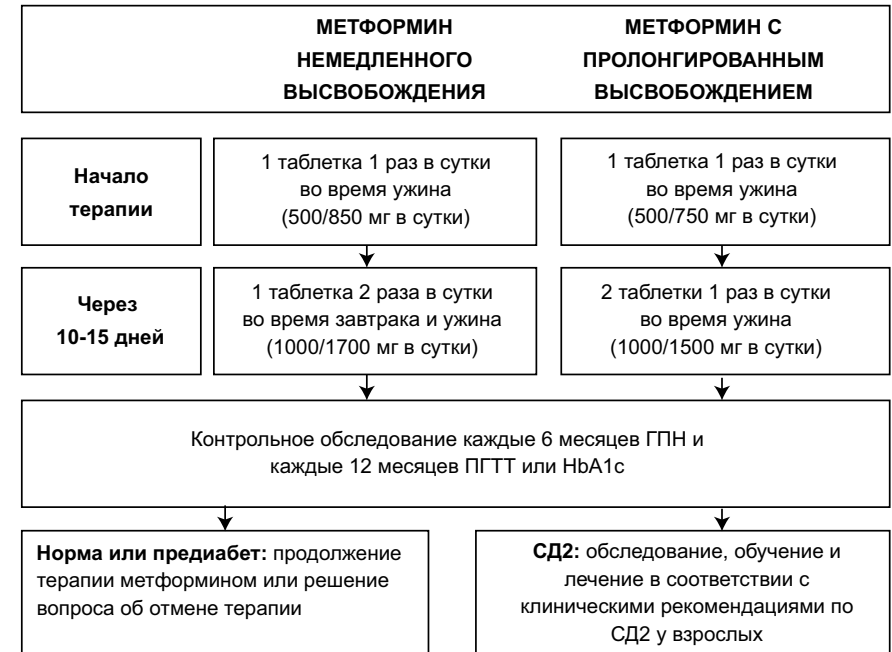 МЕТФОРМИН
НЕМЕДЛЕННОГО
ВЫСВОБОЖДЕНИЯ
МЕТФОРМИН С
ПРОЛОНГИРОВАННЫМ
ВЫСВОБОЖДЕНИЕМ
Начало
терапии
1 таблетка 1 раз в сутки
во время ужина
(500/850 мг в сутки)
1 таблетка 1 раз в сутки
во время ужина
(500/750 мг в сутки)
Через
10-15 дней
1 таблетка 2 раза в сутки
во время завтрака и ужина
(1000/1700 мг в сутки)
2 таблетки 1 раз в сутки
во время ужина
(1000/1500 мг в сутки)
Контрольное обследование каждые 6 месяцев ГПН и
каждые 12 месяцев ПГТТ или HbA1c
Норма или предиабет: продолжение
терапии метформином или решение
вопроса об отмене терапии
СД2: обследование, обучение и
лечение в соответствии с
клиническими рекомендациями по
СД2 у взрослых